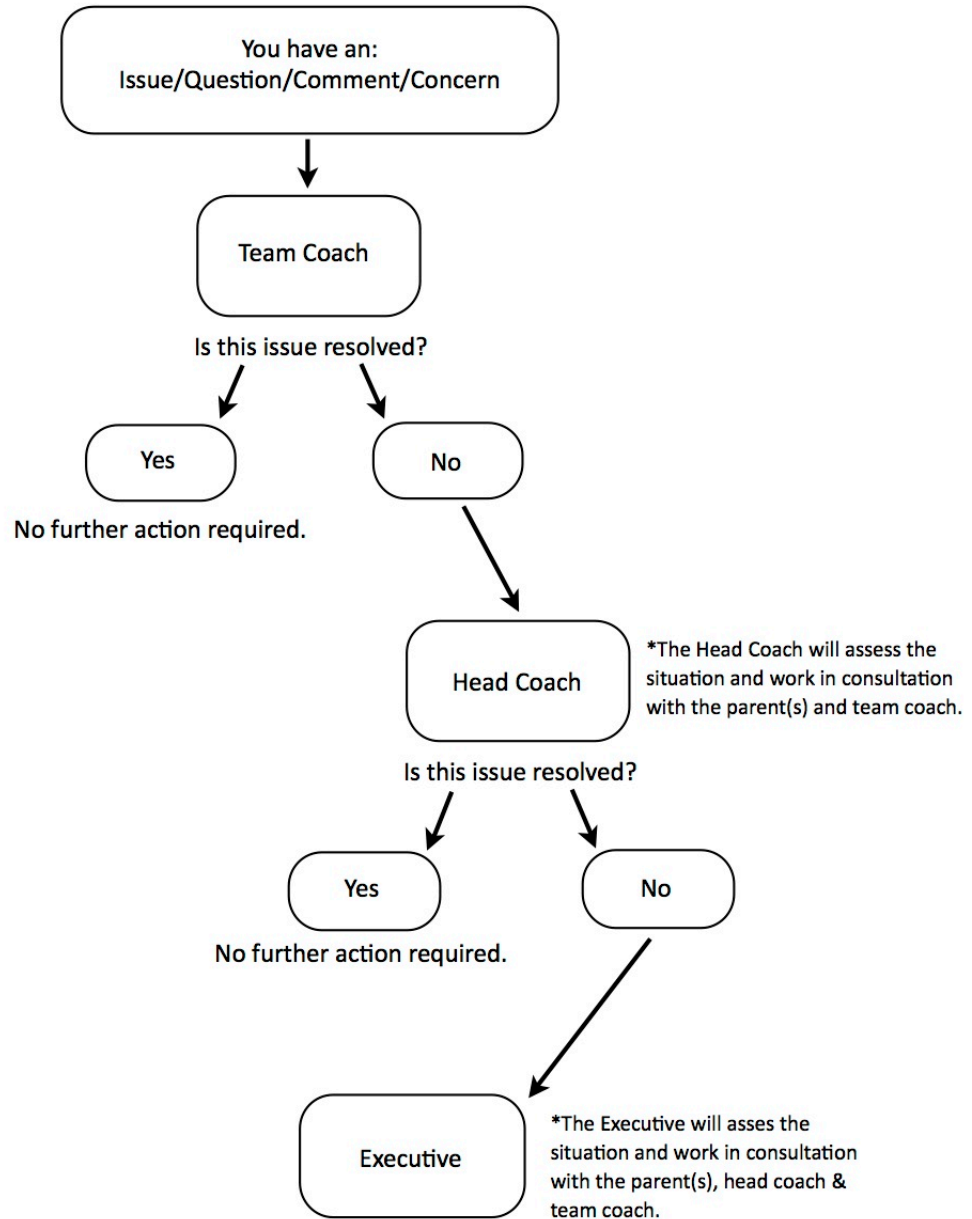 You have an:
Issue/Question/Comment/Concern
Team Coach
Is this issue resolved?
Yes
No
No further action required.
Head Coach
*The Head Coach will assess the
situation and work in consultation
with the parent(s) and team coach.
Is this issue resolved?
Yes
No
No further action required.
Executive
*The Executive will asses the
situation and work in consultation
with the parent(s), head coach &
team coach.